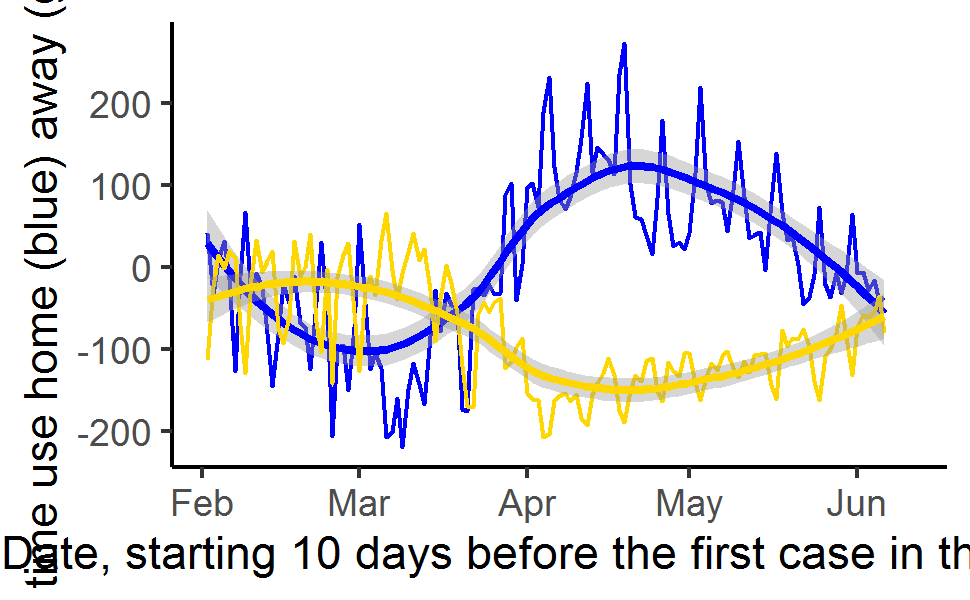 time use home (blue) away (
200
100
0
-100
-200
Feb Mar Apr May Jun
Date, starting 10 days before the first case in th